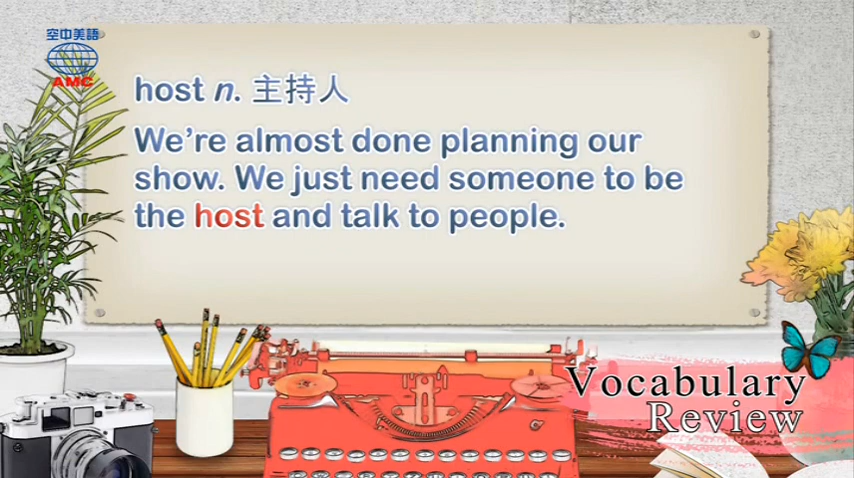 空中美語
AMC
host n. 主持人
We're almost done planning our
show. We just need someone to be
the host and talk to people.
Vocabulary
Review